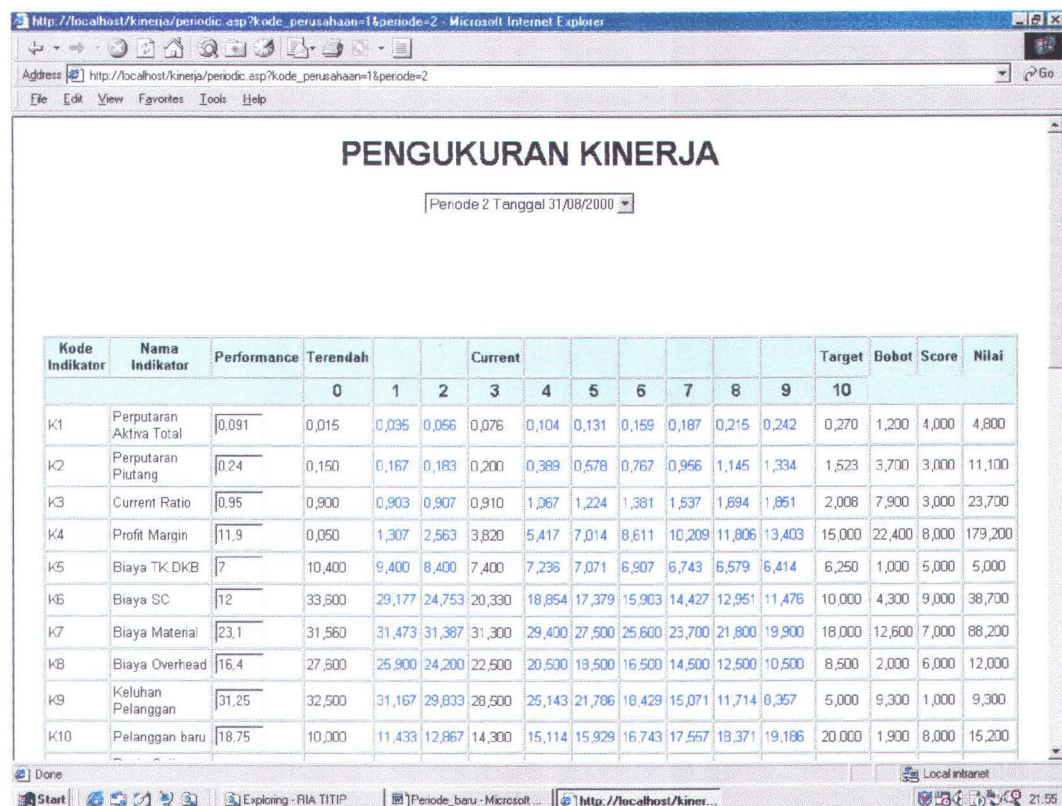 http://localhost/kinerja/periodic.asp?kode_perusahaan=1&periode=2 - Microsoft Internet Explorer
Address http://localhost/kinerja/periodic.asp?kode_perusahaan=1&periode=2 Go
File Edit View Favorites Tools Help
PENGUKURAN KINERJA
Periode 2 Tanggal 31/08/2000
Kode Indikator Nama Indikator Performance Terendah Current Target Bobot Score Nilai
0 1 2 3 4 5 6 7 8 9 10
K1 Perputaran Aktiva Total 0,091 0,015 0,035 0,056 0,076 0,104 0,131 0,159 0,187 0,215 0,242 0,270 1,200 4,000 4,800
K2 Perputaran Piutang 0,24 0,150 0,167 0,183 0,200 0,389 0,578 0,767 0,956 1,145 1,334 1,523 3,700 3,000 11,100
K3 Current Ratio 0,95 0,900 0,903 0,907 0,910 1,067 1,224 1,381 1,537 1,694 1,851 2,008 7,900 3,000 23,700
K4 Profit Margin 11,9 0,050 1,307 2,563 3,820 5,417 7,014 8,611 10,209 11,806 13,403 15,000 22,400 8,000 179,200
K5 Biaya TK.DKB 7 10,400 9,400 8,400 7,400 7,236 7,071 6,907 6,743 6,579 6,414 6,250 1,000 5,000 5,000
K6 Biaya SC 12 33,600 29,177 24,753 20,330 18,854 17,379 15,903 14,427 12,951 11,476 10,000 4,300 9,000 38,700
K7 Biaya Material 23,1 31,560 31,473 31,387 31,300 29,400 27,500 25,600 23,700 21,800 19,900 18,000 12,600 7,000 88,200
K8 Biaya Overhead 16,4 27,600 25,900 24,200 22,500 20,500 18,500 16,500 14,500 12,500 10,500 8,500 2,000 6,000 12,000
K9 Keluhan Pelanggan 31,25 32,500 31,167 29,833 28,500 25,143 21,786 18,429 15,071 11,714 8,357 5,000 9,300 1,000 9,300
K10 Pelanggan baru 18,75 10,000 11,433 12,867 14,300 15,114 15,929 16,743 17,557 18,371 19,186 20,000 1,900 8,000 15,200
Done Local intranet
Start Exploring - RIA TITIP Periode_baru - Microsoft ... http://localhost/kiner... 21:55